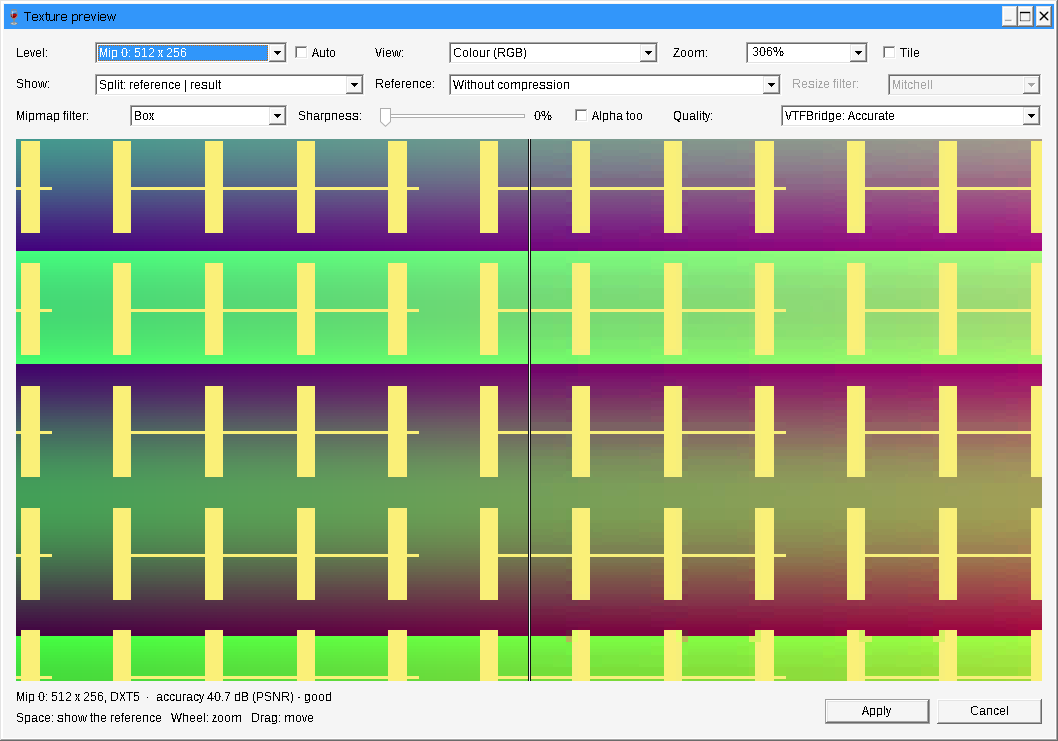 Texture preview
Level: Mip 0: 512 x 256 Auto View: Colour (RGB) Zoom: 306% Tile
Show: Split: reference | result Reference: Without compression Resize filter: Mitchell
Mipmap filter: Box Sharpness: 0% Alpha too Quality: VTFBridge: Accurate
Mip 0: 512 x 256, DXT5 · accuracy 40.7 dB (PSNR) - good
Space: show the reference Wheel: zoom Drag: move
Apply Cancel